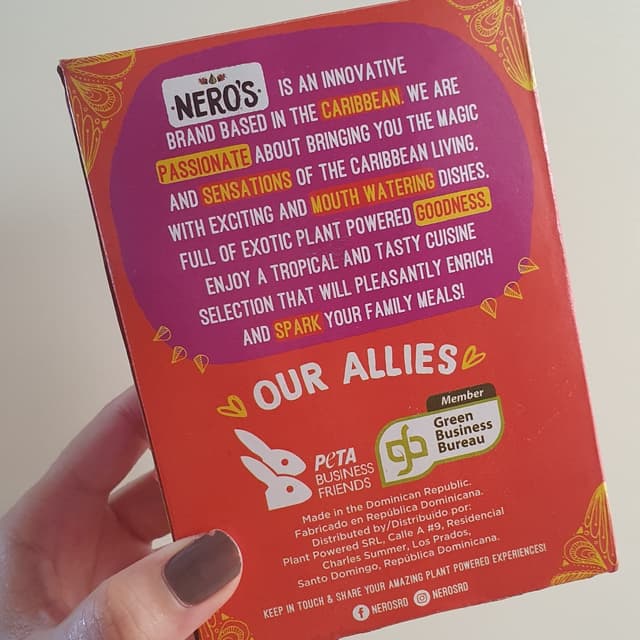 NERO'S IS AN INNOVATIVE
BRAND BASED IN THE CARIBBEAN. WE ARE
PASSIONATE ABOUT BRINGING YOU THE MAGIC
AND SENSATIONS OF THE CARIBBEAN LIVING.
WITH EXCITING AND MOUTH WATERING DISHES.
FULL OF EXOTIC PLANT POWERED GOODNESS.
ENJOY A TROPICAL AND TASTY CUISINE
SELECTION THAT WILL PLEASANTLY ENRICH
AND SPARK YOUR FAMILY MEALS!
OUR ALLIES
PeTA
BUSINESS
FRIENDS
Member
gb
Green
Business
Bureau
Made in the Dominican Republic.
Fabricado en República Dominicana.
Distributed by/Distribuido por:
Plant Powered SRL, Calle A #9, Residencial
Charles Summer, Los Prados,
Santo Domingo, República Dominicana.
KEEP IN TOUCH & SHARE YOUR AMAZING PLANT POWERED EXPERIENCES!
f NEROSRD NEROSRD